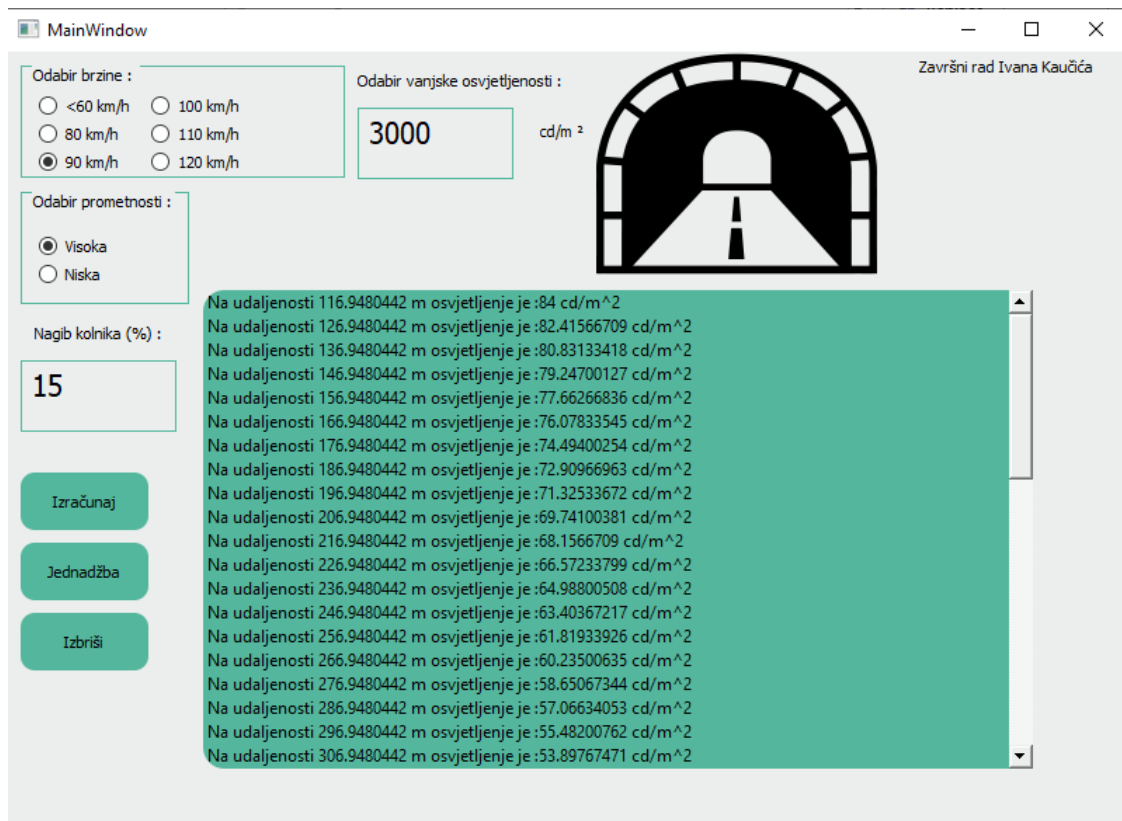 MainWindow
Završni rad Ivana Kaučića
Odabir brzine :
<60 km/h
100 km/h
80 km/h
110 km/h
90 km/h
120 km/h
Odabir vanjske osvjetljenosti :
3000
cd/m ²
Odabir prometnosti :
Visoka
Niska
Nagib kolnika (%) :
15
Izračunaj
Jednadžba
Izbriši
Na udaljenosti 116.9480442 m osvjetljenje je :84 cd/m^2
Na udaljenosti 126.9480442 m osvjetljenje je :82.41566709 cd/m^2
Na udaljenosti 136.9480442 m osvjetljenje je :80.83133418 cd/m^2
Na udaljenosti 146.9480442 m osvjetljenje je :79.24700127 cd/m^2
Na udaljenosti 156.9480442 m osvjetljenje je :77.66266836 cd/m^2
Na udaljenosti 166.9480442 m osvjetljenje je :76.07833545 cd/m^2
Na udaljenosti 176.9480442 m osvjetljenje je :74.49400254 cd/m^2
Na udaljenosti 186.9480442 m osvjetljenje je :72.90966963 cd/m^2
Na udaljenosti 196.9480442 m osvjetljenje je :71.32533672 cd/m^2
Na udaljenosti 206.9480442 m osvjetljenje je :69.74100381 cd/m^2
Na udaljenosti 216.9480442 m osvjetljenje je :68.1566709 cd/m^2
Na udaljenosti 226.9480442 m osvjetljenje je :66.57233799 cd/m^2
Na udaljenosti 236.9480442 m osvjetljenje je :64.98800508 cd/m^2
Na udaljenosti 246.9480442 m osvjetljenje je :63.40367217 cd/m^2
Na udaljenosti 256.9480442 m osvjetljenje je :61.81933926 cd/m^2
Na udaljenosti 266.9480442 m osvjetljenje je :60.23500635 cd/m^2
Na udaljenosti 276.9480442 m osvjetljenje je :58.65067344 cd/m^2
Na udaljenosti 286.9480442 m osvjetljenje je :57.06634053 cd/m^2
Na udaljenosti 296.9480442 m osvjetljenje je :55.48200762 cd/m^2
Na udaljenosti 306.9480442 m osvjetljenje je :53.89767471 cd/m^2